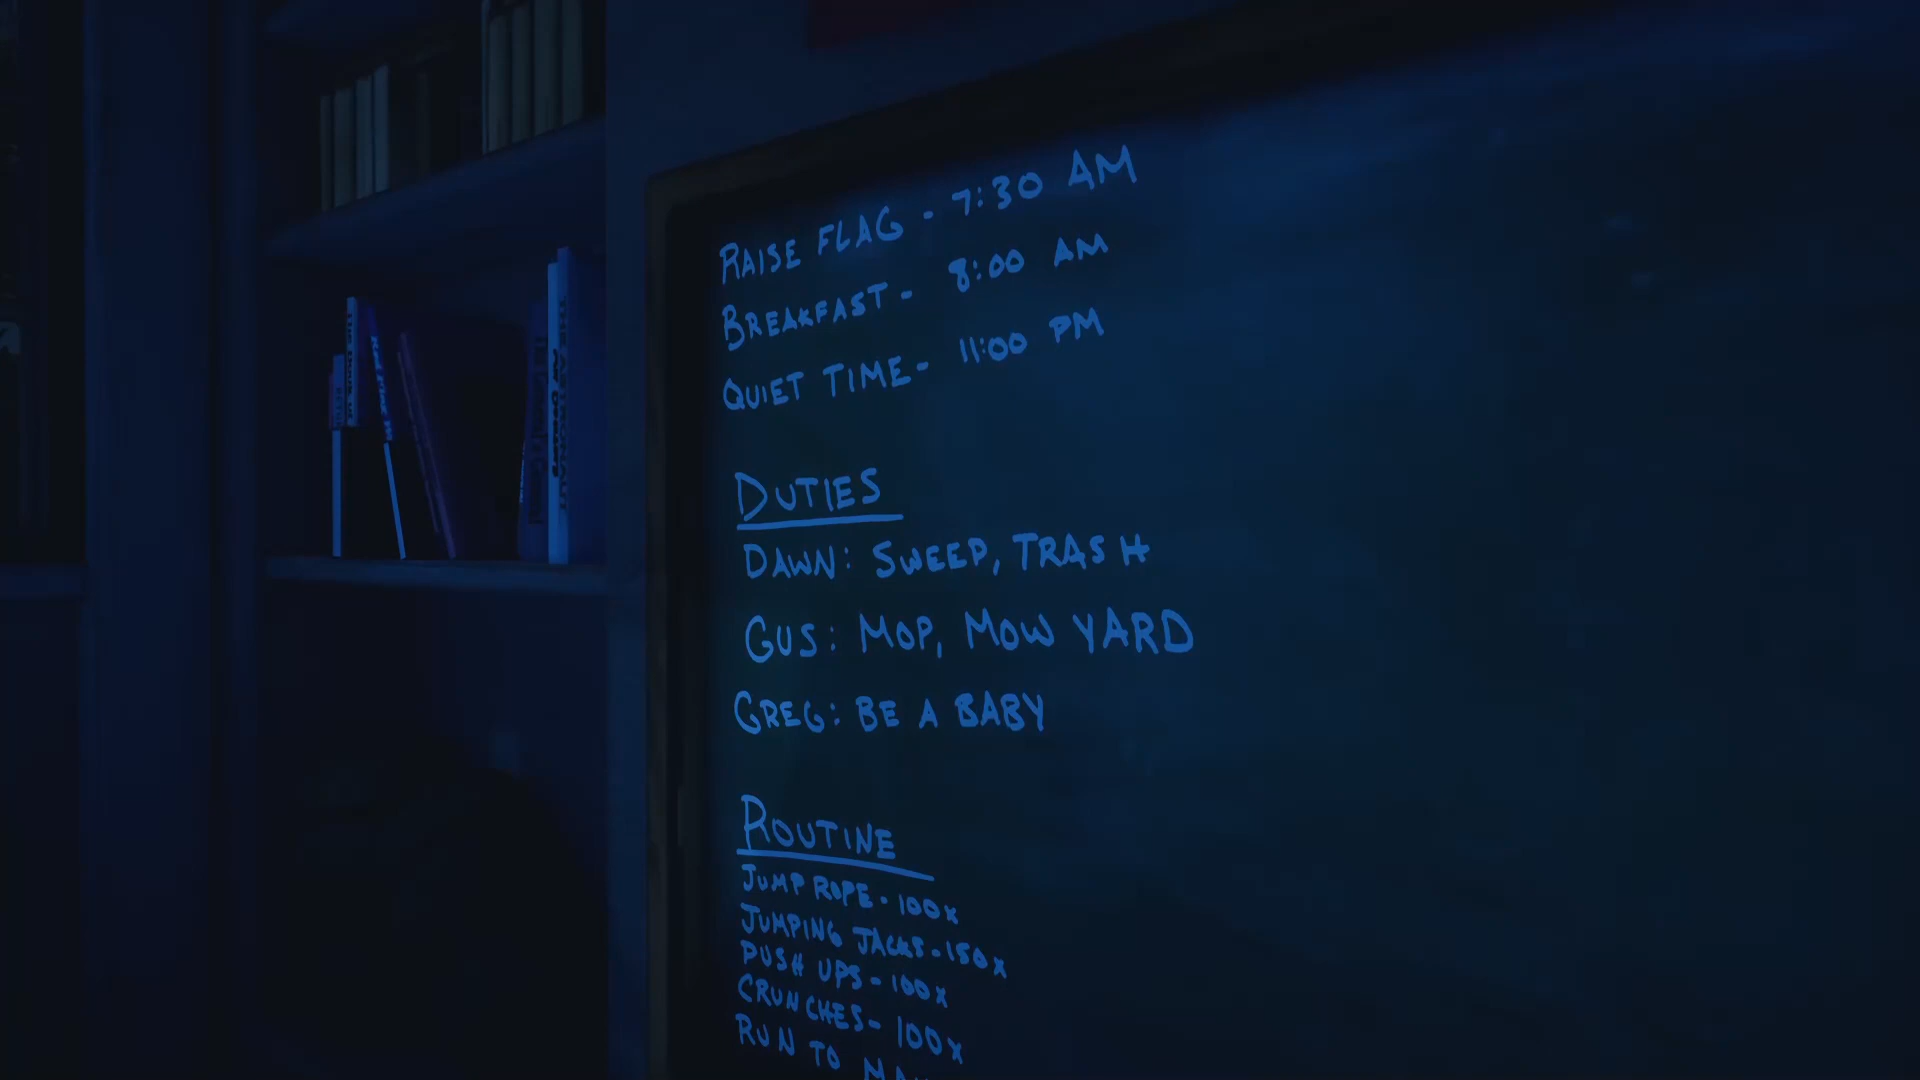 RAISE FLAG - 7:30 AM
BREAKFAST - 8:00 AM
QUIET TIME - 11:00 PM
DUTIES
DAWN: SWEEP, TRASH
GUS: MOP, MOW YARD
GREG: BE A BABY
ROUTINE
JUMP ROPE - 100X
JUMPING JACKS - 150X
PUSH UPS - 100X
CRUNCHES - 100X
RUN TO